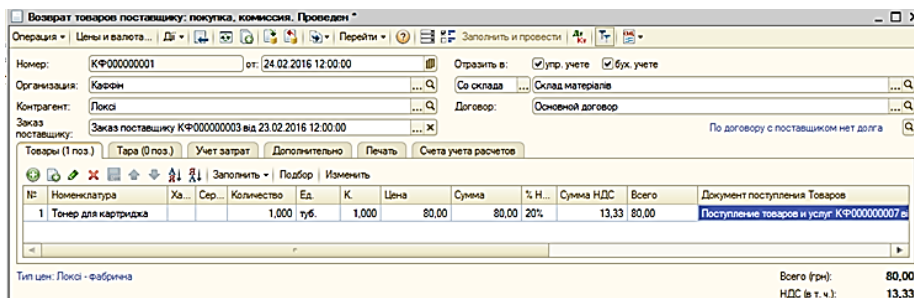 Возврат товаров поставщику: покупка, комиссия. Проведен *
Операция Цены и валюта... Дії Перейти Заполнить и провести
Номер: КФ000000001 от: 24.02.2016 12:00:00 Отразить в: упр. учете бух. учете
Организация: Каффін ... Со склада ... Склад матеріалів ...
Контрагент: Локсі ... Договор: Основной договор ...
Заказ поставщику: Заказ поставщику КФ000000003 від 23.02.2016 12:00:00 ... По договору с поставщиком нет долга
Товары (1 поз.) Тара (0 поз.) Учет затрат Дополнительно Печать Счета учета расчетов
Заполнить Подбор Изменить
№ Номенклатура Ха... Сер... Количество Ед. К. Цена Сумма % Н... Сумма НДС Всего Документ поступления Товаров
1 Тонер для картриджа 1,000 туб. 1,000 80,00 80,00 20% 13,33 80,00 Поступление товаров и услуг КФ000000007 ві
Тип цен: Локсі - фабрична Всего (грн): 80,00
НДС (в т. ч.): 13,33